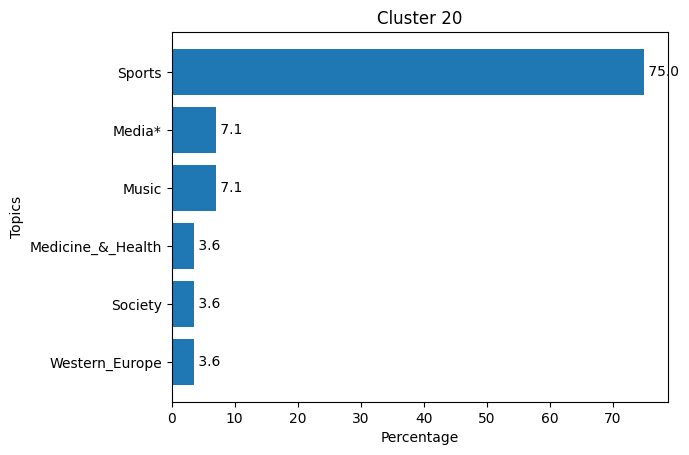 Cluster 20
Sports
75.0
Media*
7.1
Music
7.1
Medicine_&_Health
3.6
Society
3.6
Western_Europe
3.6
Topics
0 10 20 30 40 50 60 70
Percentage